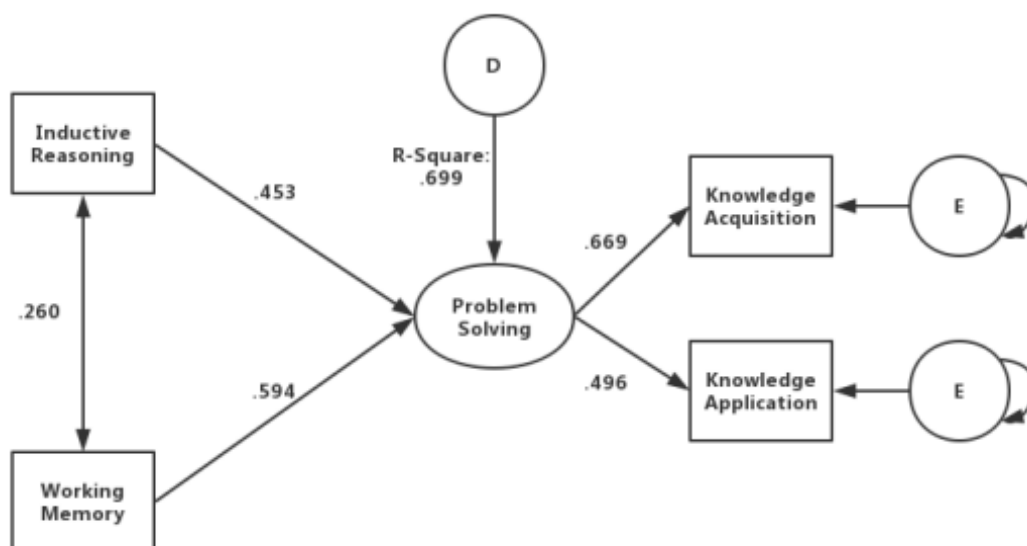 D
Inductive
Reasoning
R-Square:
.699
.453
Knowledge
Acquisition
E
.669
.260
Problem
Solving
.594
.496
Knowledge
Application
E
Working
Memory